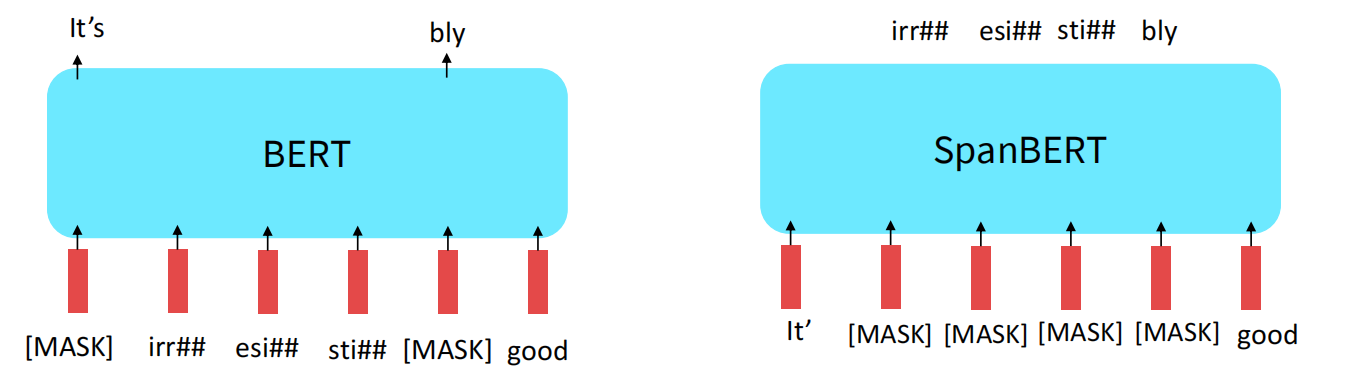 It's bly
BERT
[MASK] irr## esi## sti## [MASK] good
irr## esi## sti## bly
SpanBERT
It' [MASK] [MASK] [MASK] [MASK] good